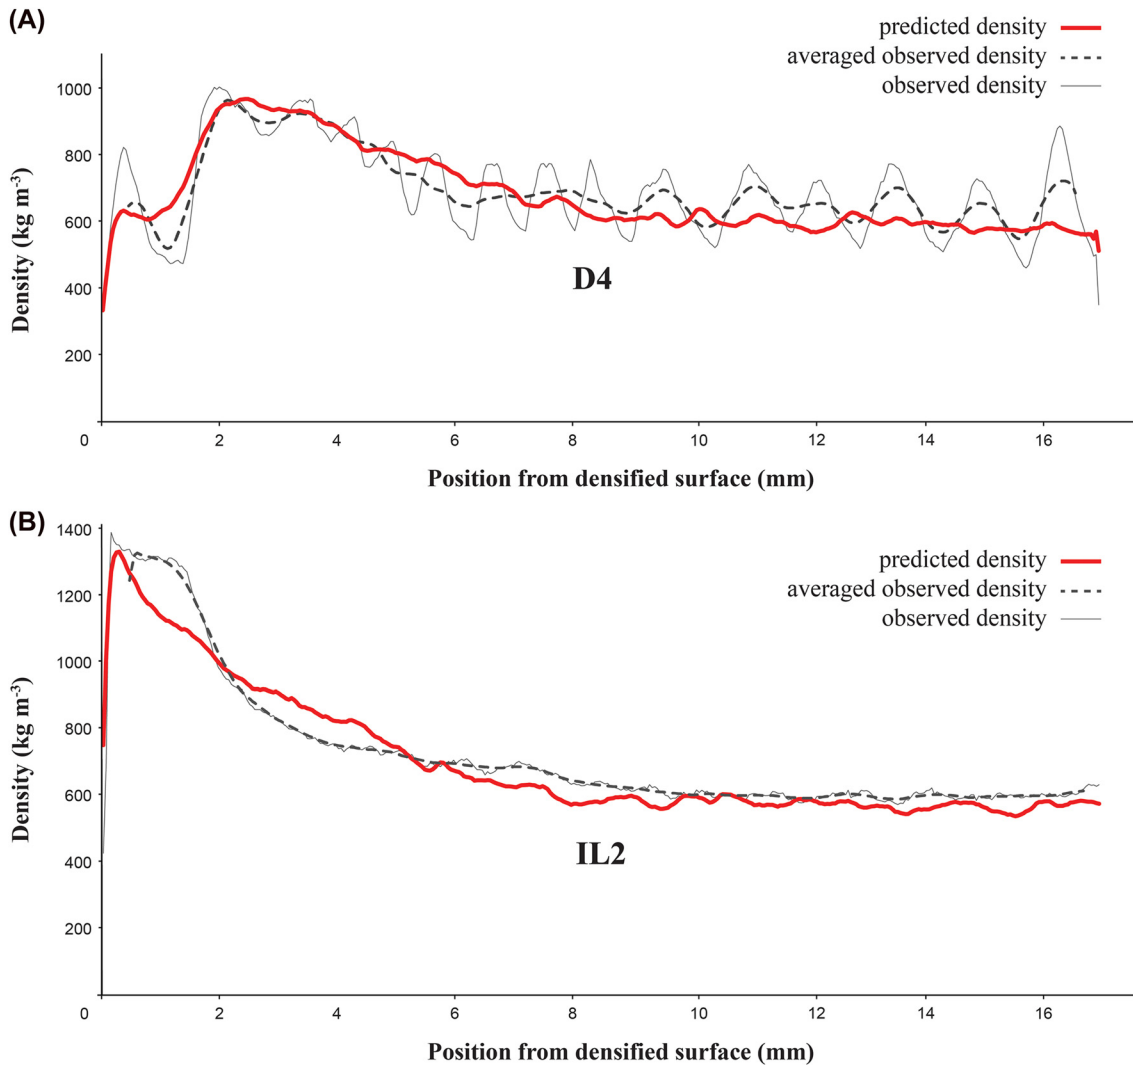 (A)
predicted density
averaged observed density
observed density
1000
800
600
400
200
0 2 4 6 8 10 12 14 16
Density (kg m-3)
D4
Position from densified surface (mm)
(B)
predicted density
averaged observed density
observed density
1400
1200
1000
800
600
400
200
0 2 4 6 8 10 12 14 16
Density (kg m-3)
IL2
Position from densified surface (mm)